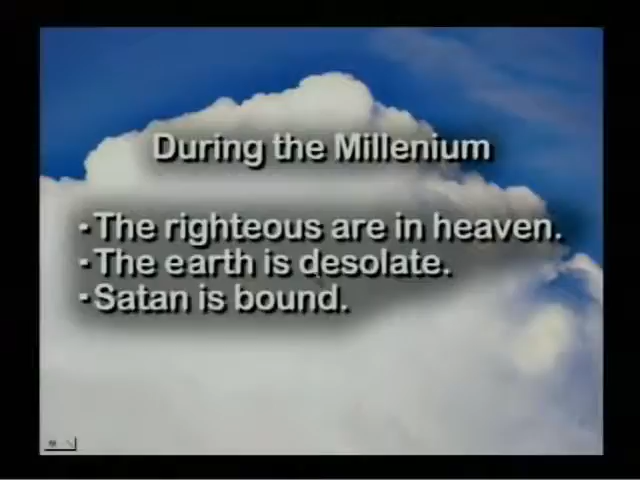 During the Millenium
▪The righteous are in heaven.
▪The earth is desolate.
▪Satan is bound.